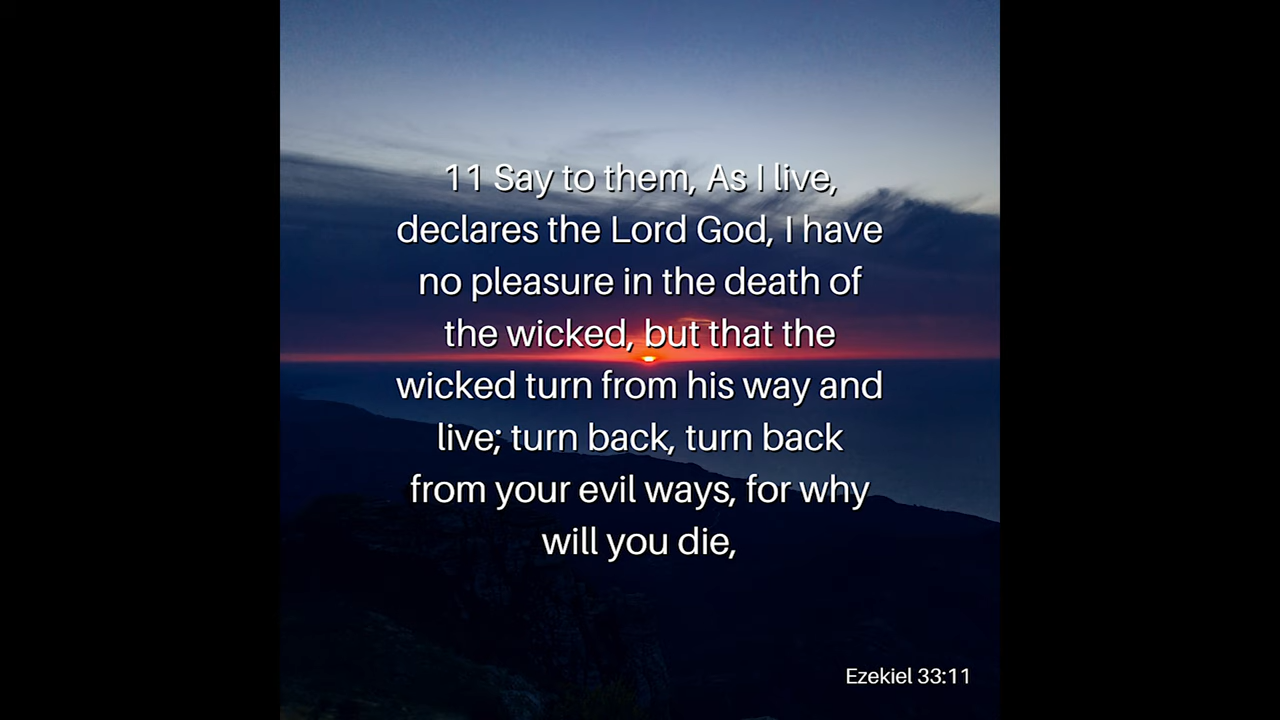 11 Say to them, As I live,
declares the Lord God, I have
no pleasure in the death of
the wicked, but that the
wicked turn from his way and
live; turn back, turn back
from your evil ways, for why
will you die,
Ezekiel 33:11